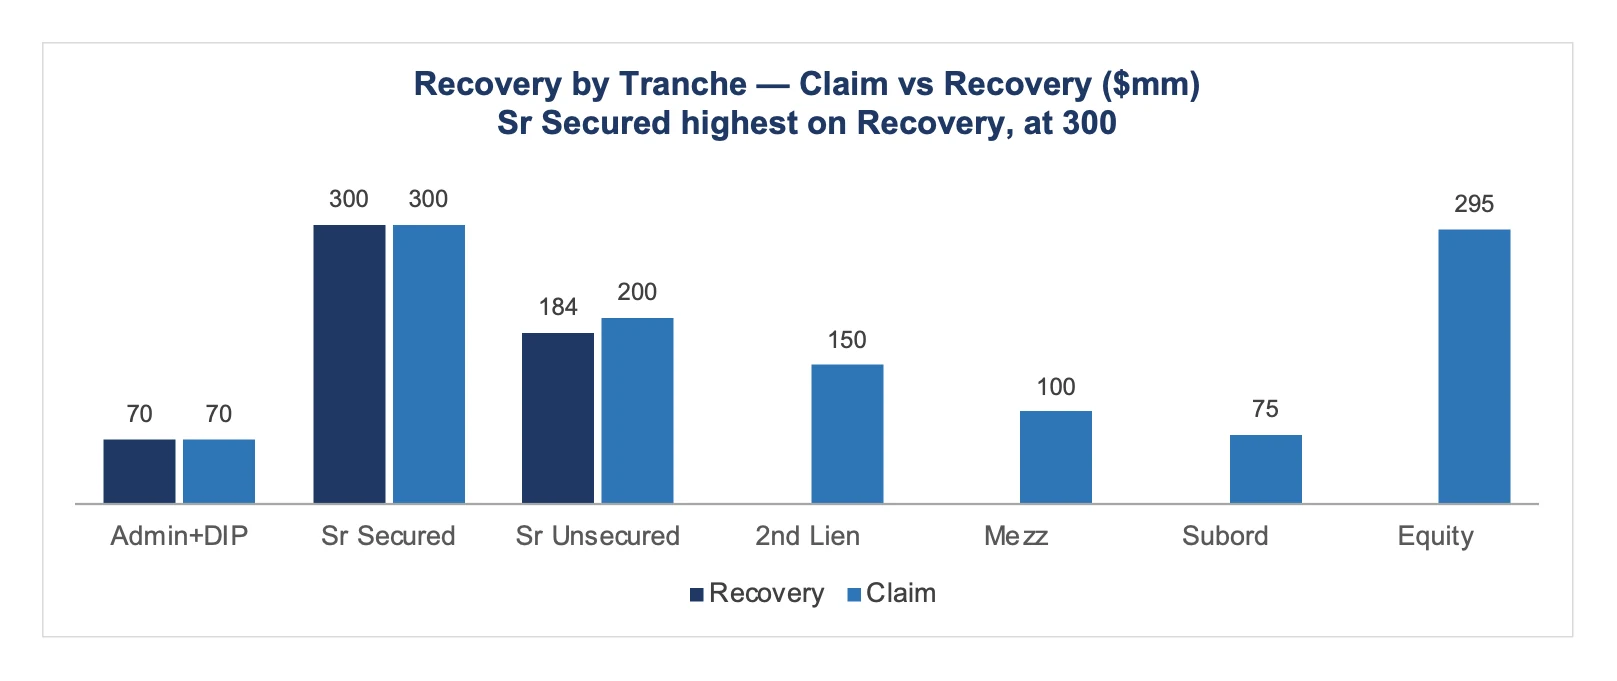 Recovery by Tranche — Claim vs Recovery ($mm)
Sr Secured highest on Recovery, at 300
300 300 295
184 200
150
100
70 70 75
Admin+DIP Sr Secured Sr Unsecured 2nd Lien Mezz Subord Equity
Recovery Claim